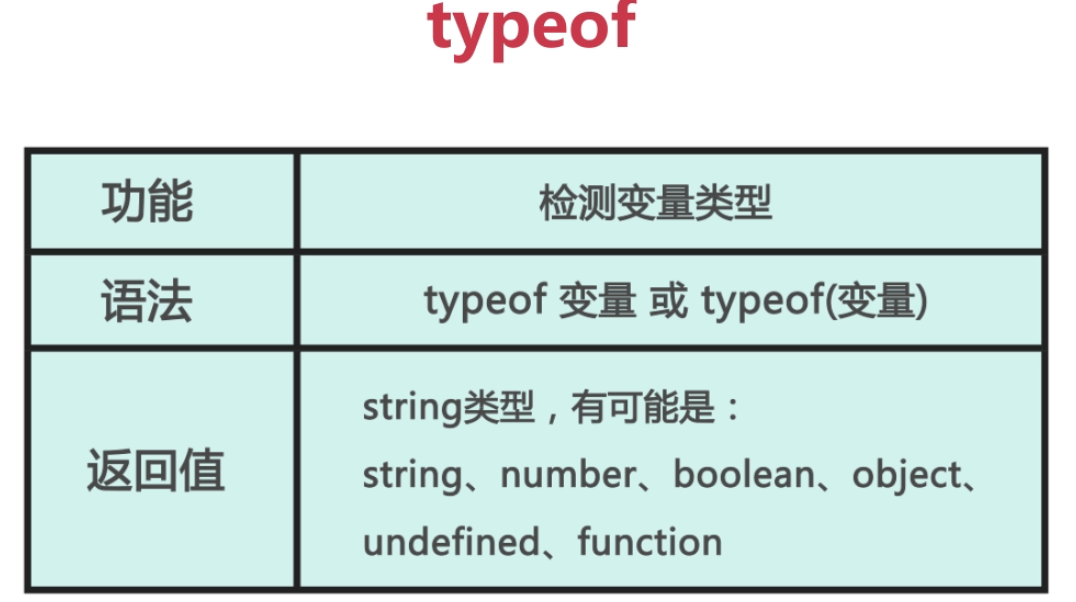 typeof
功能
检测变量类型
语法
typeof 变量 或 typeof(变量)
返回值
string类型，有可能是：
string、number、boolean、object、
undefined、function